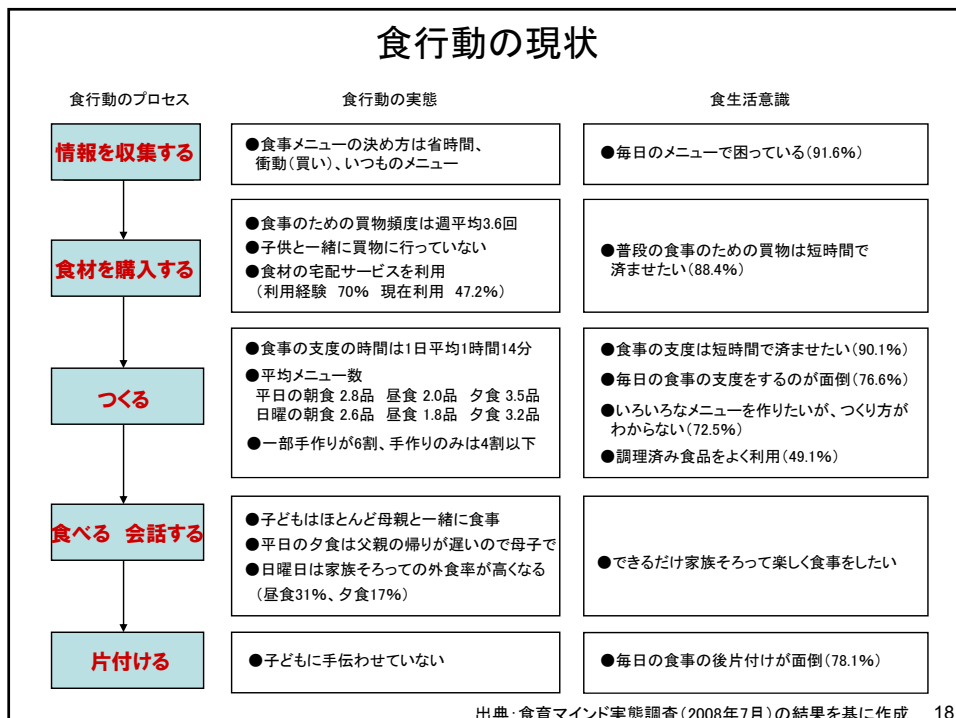 食行動の現状
食行動のプロセス
食行動の実態
食生活意識
情報を収集する
●食事メニューの決め方は省時間、
衝動(買い)、いつものメニュー
●毎日のメニューで困っている(91.6%)
食材を購入する
●食事のための買物頻度は週平均3.6回
●子供と一緒に買物に行っていない
●食材の宅配サービスを利用
(利用経験 70% 現在利用 47.2%)
●普段の食事のための買物は短時間で
済ませたい(88.4%)
つくる
●食事の支度の時間は1日平均1時間14分
●平均メニュー数
平日の朝食 2.8品 昼食 2.0品 夕食 3.5品
日曜の朝食 2.6品 昼食 1.8品 夕食 3.2品
●一部手作りが6割、手作りのみは4割以下
●食事の支度は短時間で済ませたい(90.1%)
●毎日の食事の支度をするのが面倒(76.6%)
●いろいろなメニューを作りたいが、つくり方が
わからない(72.5%)
●調理済み食品をよく利用(49.1%)
食べる 会話する
●子どもはほとんど母親と一緒に食事
●平日の夕食は父親の帰りが遅いので母子で
●日曜日は家族そろっての外食率が高くなる
(昼食31%、夕食17%)
●できるだけ家族そろって楽しく食事をしたい
片付ける
●子どもに手伝わせていない
●毎日の食事の後片付けが面倒(78.1%)
出典:食育マインド実態調査(2008年7月)の結果を基に作成 18